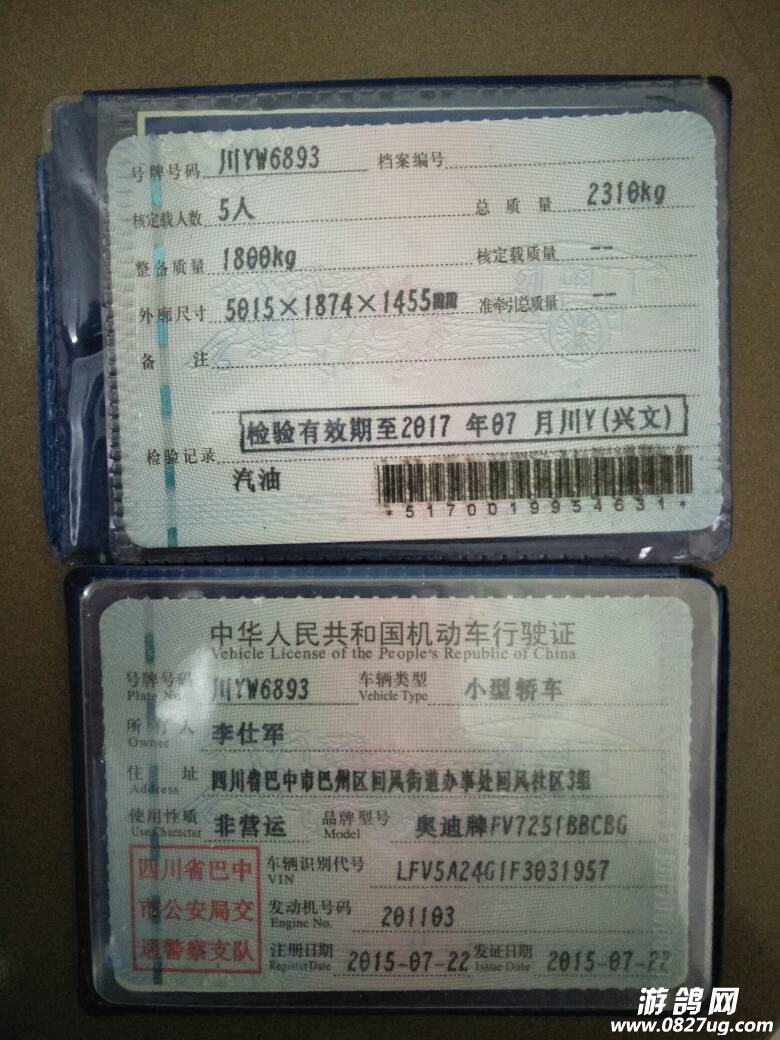 号牌号码 川YW6893 档案编号
核定载人数 5人 总质量 2310kg
整备质量 1800kg 核定载质量 --
外廓尺寸 5015×1874×1455mm 准牵引总质量 --
备注
检验有效期至2017 年07 月川Y(兴文)
检验记录
汽油
*5170019954631*
中华人民共和国机动车行驶证
Vehicle License of the People's Republic of China
号牌号码 川YW6893 车辆类型 小型轿车
Plate No. Vehicle Type
所有人 李仕军
Owner
住址 四川省巴中市巴州区回风街道办事处回风社区3组
Address
使用性质 非营运 品牌型号 奥迪牌FV7251BBCBG
Use Character Model
四川省巴中市公安局交通警察支队
车辆识别代号 LFV5A24G1F3031957
VIN
发动机号码 201103
Engine No.
注册日期 2015-07-22 发证日期 2015-07-22
Register Date Issue Date
游鸽网
www.0827ug.com